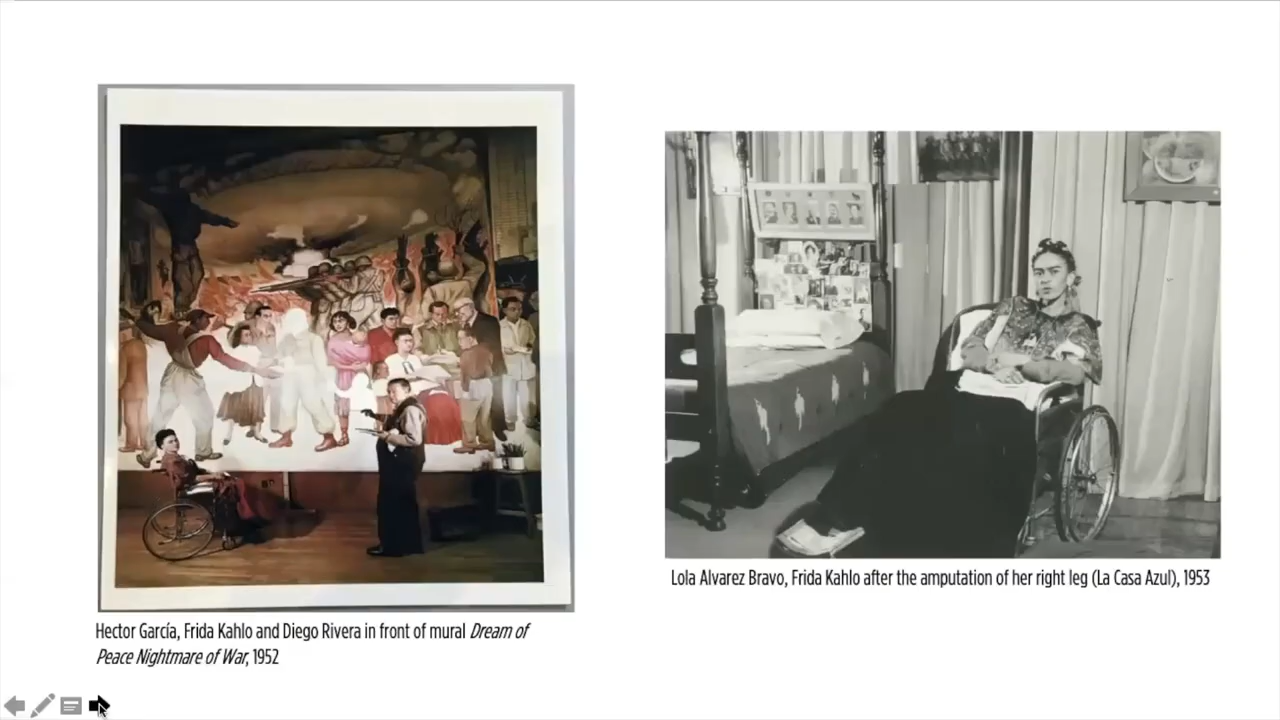 Hector García, Frida Kahlo and Diego Rivera in front of mural Dream of
Peace Nightmare of War, 1952
Lola Alvarez Bravo, Frida Kahlo after the amputation of her right leg (La Casa Azul), 1953